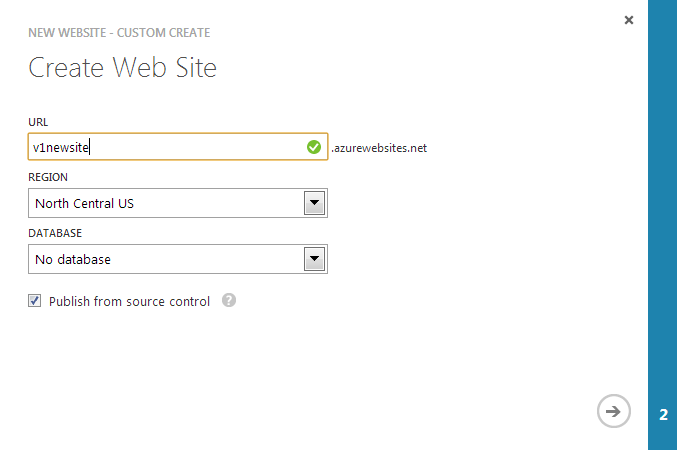 NEW WEBSITE - CUSTOM CREATE
Create Web Site
URL
v1newsite .azurewebsites.net
REGION
North Central US
DATABASE
No database
Publish from source control ?
2